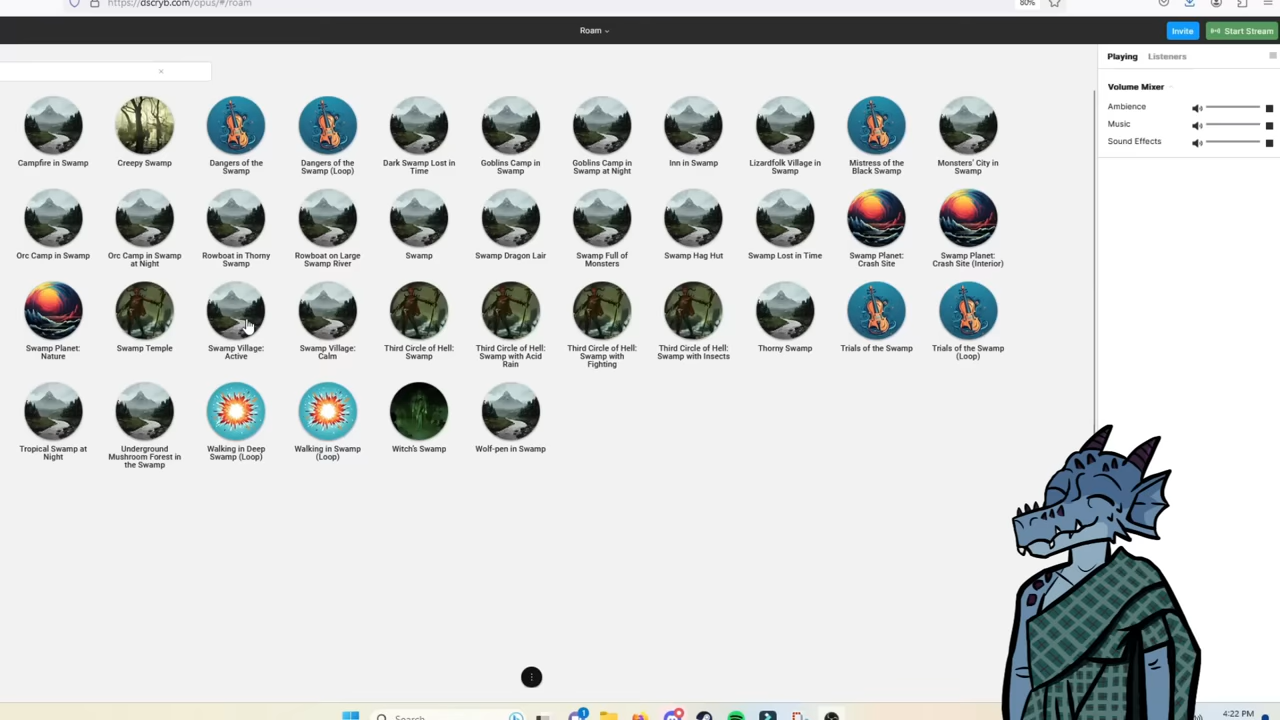 https://dscryb.com/opus/#/roam
80%
Roam
Invite
Start Stream
Playing
Listeners
Volume Mixer
Ambience
Music
Sound Effects
Campfire in Swamp
Creepy Swamp
Dangers of the
Swamp
Dangers of the
Swamp (Loop)
Dark Swamp Lost in
Time
Goblins Camp in
Swamp
Goblins Camp in
Swamp at Night
Inn in Swamp
Lizardfolk Village in
Swamp
Mistress of the
Black Swamp
Monsters' City in
Swamp
Orc Camp in Swamp
Orc Camp in Swamp
at Night
Rowboat in Thorny
Swamp
Rowboat on Large
Swamp River
Swamp
Swamp Dragon Lair
Swamp Full of
Monsters
Swamp Hag Hut
Swamp Lost in Time
Swamp Planet:
Crash Site
Swamp Planet:
Crash Site (Interior)
Swamp Planet:
Nature
Swamp Temple
Swamp Village:
Active
Swamp Village:
Calm
Third Circle of Hell:
Swamp
Third Circle of Hell:
Swamp with Acid
Rain
Third Circle of Hell:
Swamp with
Fighting
Third Circle of Hell:
Swamp with Insects
Thorny Swamp
Trials of the Swamp
Trials of the Swamp
(Loop)
Tropical Swamp at
Night
Underground
Mushroom Forest in
the Swamp
Walking in Deep
Swamp (Loop)
Walking in Swamp
(Loop)
Witch's Swamp
Wolf-pen in Swamp
Search
1
4:22 PM